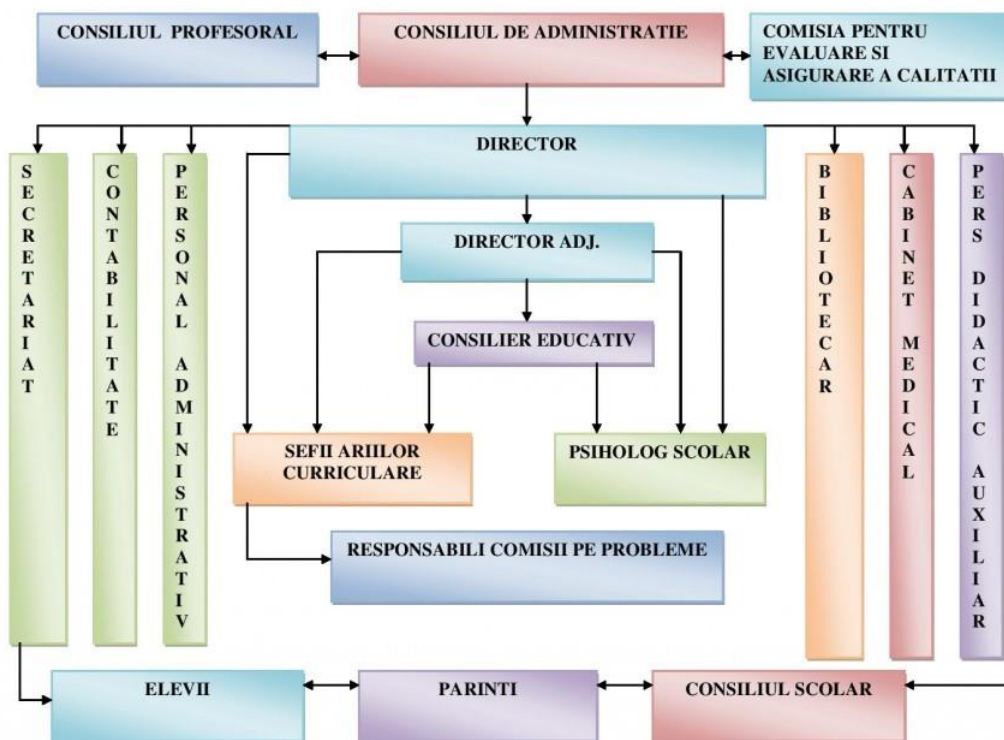 CONSILIUL PROFESORAL
CONSILIUL DE ADMINISTRATIE
COMISIA PENTRU
EVALUARE SI
ASIGURARE A CALITATII
DIRECTOR
SECRETARIAT
CONTABILITATE
PERSONAL ADMINISTRATIV
BIBLIOTECAR
CABINET MEDICAL
PERS DIDACTIC AUXILIAR
DIRECTOR ADJ.
CONSILIER EDUCATIV
SEFII ARIILOR
CURRICULARE
PSIHOLOG SCOLAR
RESPONSABILI COMISII PE PROBLEME
ELEVII
PARINTI
CONSILIUL SCOLAR